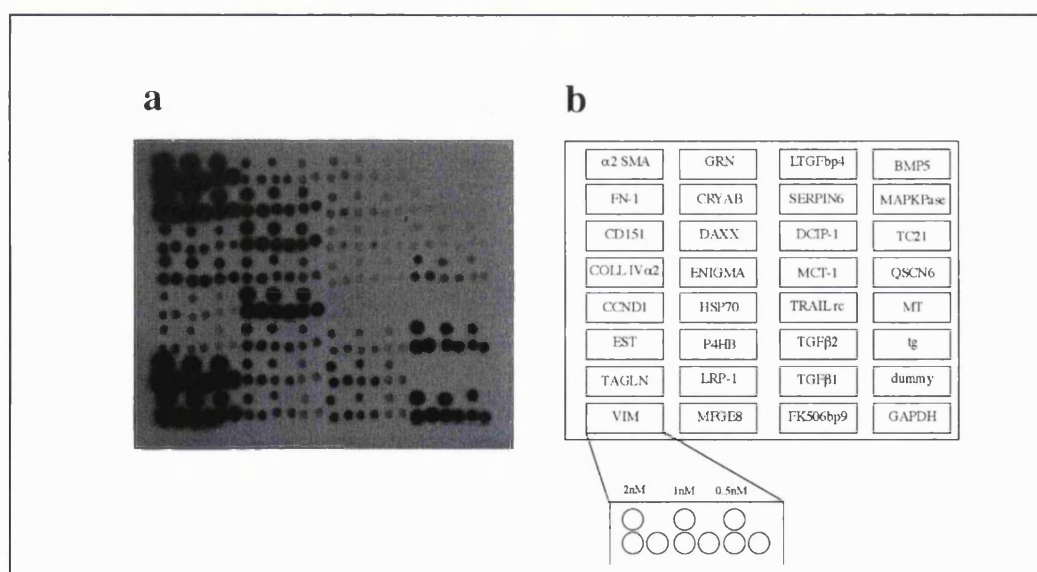 a
b
α2 SMA GRN LTGFbp4 BMP5
FN-1 CRYAB SERPIN6 MAPKPase
CD151 DAXX DCIP-1 TC21
COLL IVα2 ENIGMA MCT-1 QSCN6
CCND1 HSP70 TRAIL rc MT
EST P4HB TGFβ2 tg
TAGLN LRP-1 TGFβ1 dummy
VIM MFGE8 FK506bp9 GAPDH
2nM 1nM 0.5nM